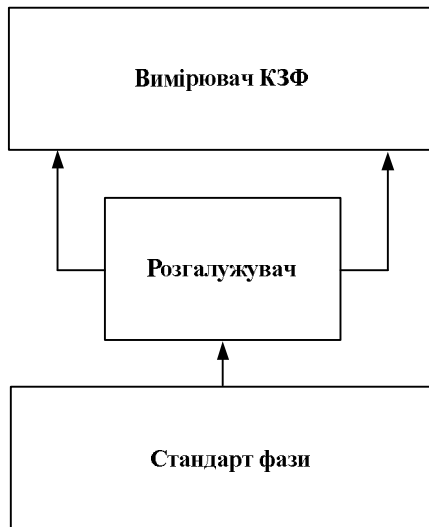 Вимірювач КЗФ
Розгалужувач
Стандарт фази